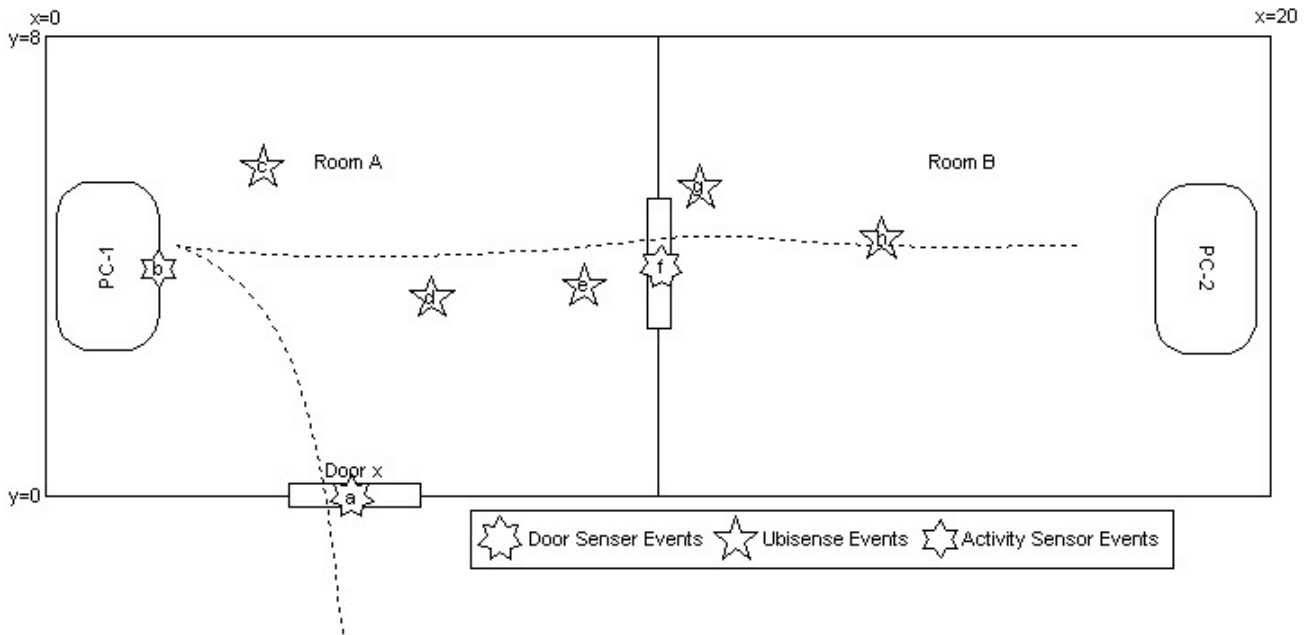 x=0
x=20
y=8
c
Room A
Room B
g
PC-1
b
f
h
PC-2
d
e
Door x
a
y=0
Door Senser Events
Ubisense Events
Activity Sensor Events